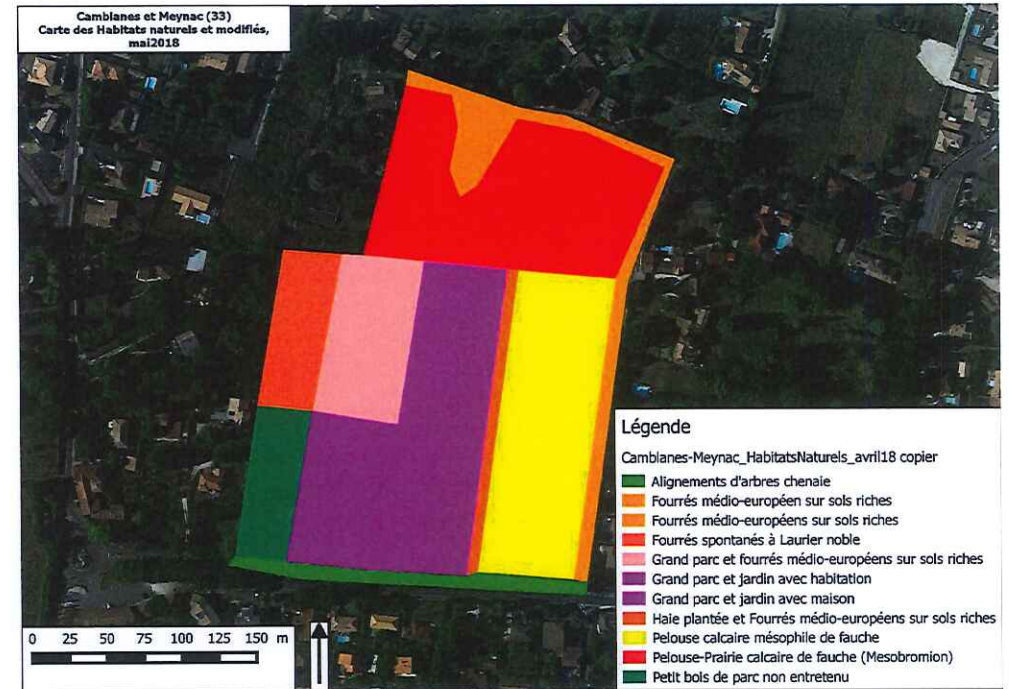 Camblanes et Meynac (33)
Carte des Habitats naturels et modifiés,
mai2018
Légende
Camblanes-Meynac_HabitatsNaturels_avril18 copier
Alignements d'arbres chenaie
Fourrés médio-européen sur sols riches
Fourrés médio-européens sur sols riches
Fourrés spontanés à Laurier noble
Grand parc et fourrés médio-européens sur sols riches
Grand parc et jardin avec habitation
Grand parc et jardin avec maison
Haie plantée et Fourrés médio-européens sur sols riches
Pelouse calcaire mésophile de fauche
Pelouse-Prairie calcaire de fauche (Mesobromion)
Petit bois de parc non entretenu
0 25 50 75 100 125 150 m